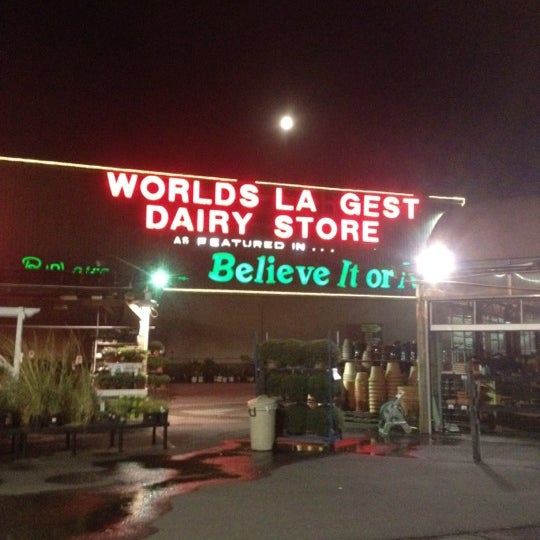 WORLDS LA GEST
DAIRY STORE
AS FEATURED IN...
Believe It or